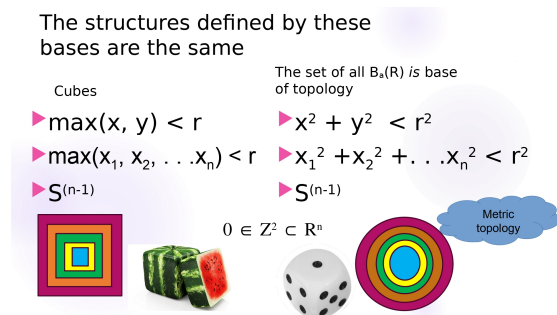 The structures defined by these
bases are the same
Cubes
The set of all Bₐ(R) is base
of topology
max(x, y) < r
max(x₁, x₂, . . .xₙ) < r
S⁽ⁿ⁻¹⁾
x² + y² < r²
x₁² +x₂² +. . .xₙ² < r²
S⁽ⁿ⁻¹⁾
0 ∈ Z² ⊂ Rⁿ
Metric
topology